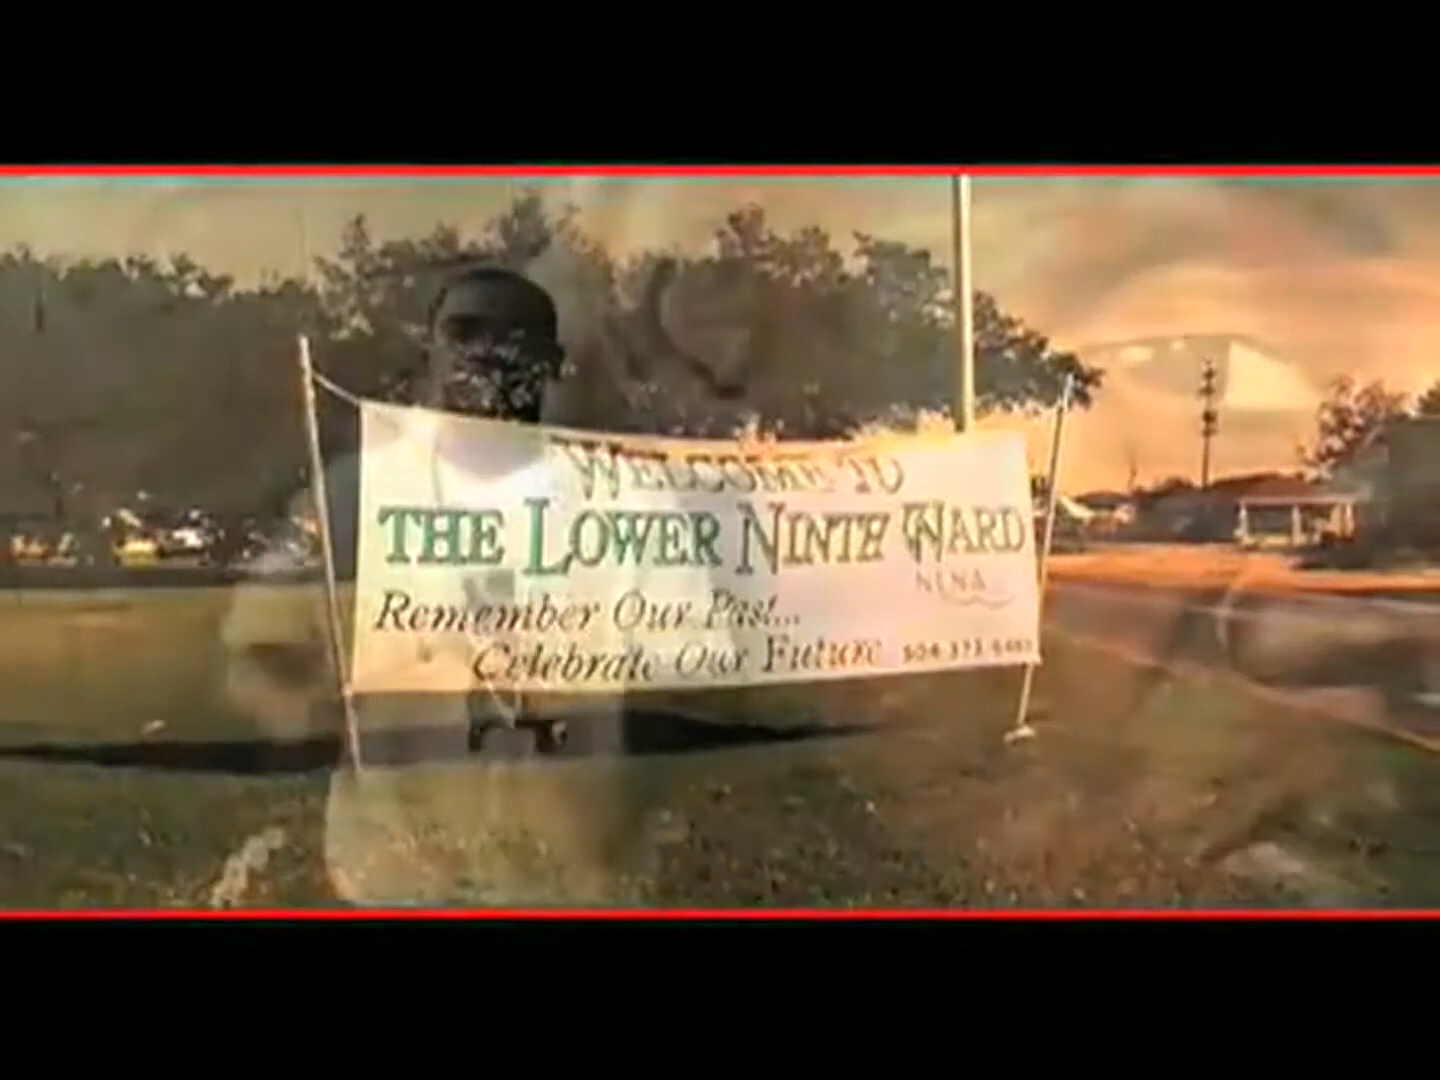 WELCOME TO
THE LOWER NINTH WARD
NENA
Remember Our Past...
Celebrate Our Future